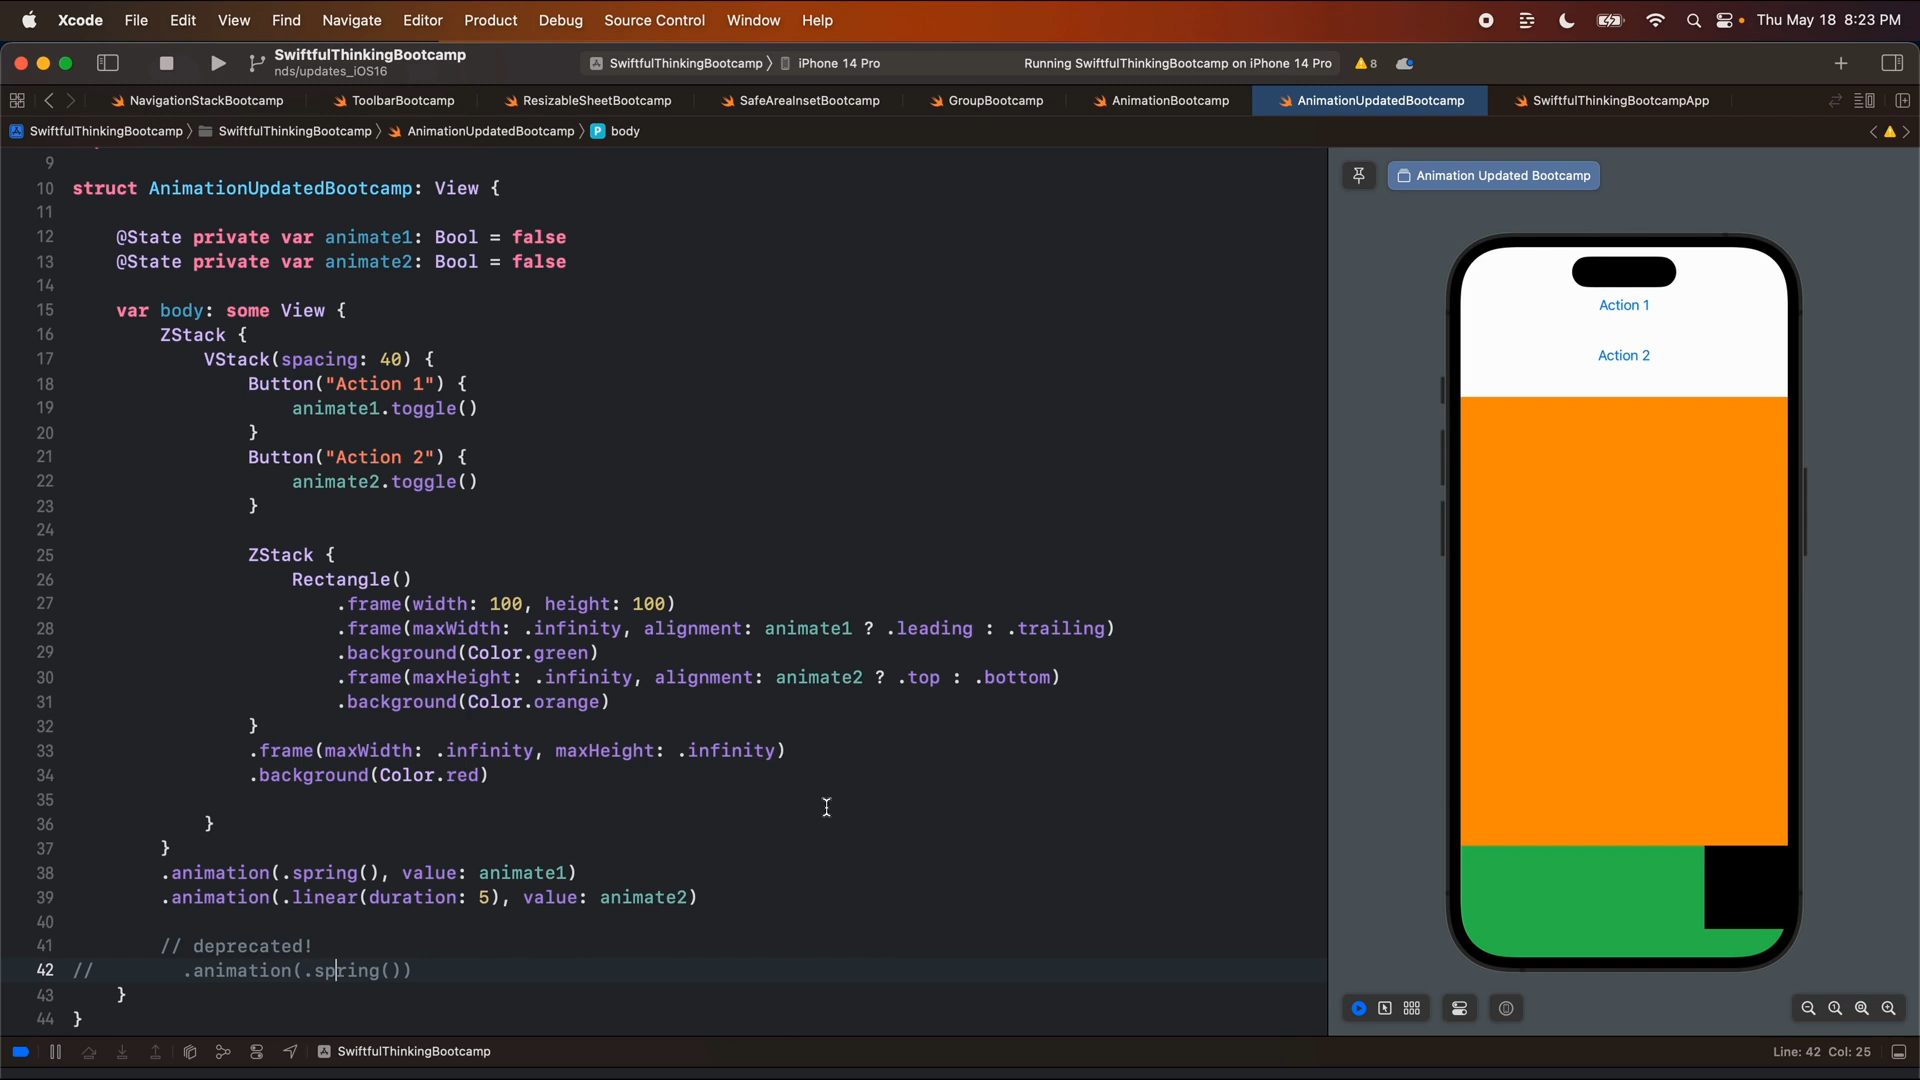 Xcode File Edit View Find Navigate Editor Product Debug Source Control Window Help Thu May 18 8:23 PM
SwiftfulThinkingBootcamp
nds/updates_iOS16
SwiftfulThinkingBootcamp 〉 iPhone 14 Pro Running SwiftfulThinkingBootcamp on iPhone 14 Pro 8
NavigationStackBootcamp ToolbarBootcamp ResizableSheetBootcamp SafeAreaInsetBootcamp GroupBootcamp AnimationBootcamp AnimationUpdatedBootcamp SwiftfulThinkingBootcampApp
SwiftfulThinkingBootcamp 〉 SwiftfulThinkingBootcamp 〉 AnimationUpdatedBootcamp 〉 P body
9
10 struct AnimationUpdatedBootcamp: View {
11
12     @State private var animate1: Bool = false
13     @State private var animate2: Bool = false
14
15     var body: some View {
16         ZStack {
17             VStack(spacing: 40) {
18                 Button("Action 1") {
19                     animate1.toggle()
20                 }
21                 Button("Action 2") {
22                     animate2.toggle()
23                 }
24
25                 ZStack {
26                     Rectangle()
27                         .frame(width: 100, height: 100)
28                         .frame(maxWidth: .infinity, alignment: animate1 ? .leading : .trailing)
29                         .background(Color.green)
30                         .frame(maxHeight: .infinity, alignment: animate2 ? .top : .bottom)
31                         .background(Color.orange)
32                 }
33                 .frame(maxWidth: .infinity, maxHeight: .infinity)
34                 .background(Color.red)
35
36             }
37         }
38         .animation(.spring(), value: animate1)
39         .animation(.linear(duration: 5), value: animate2)
40
41         // deprecated!
42 //        .animation(.spring())
43     }
44 }
Animation Updated Bootcamp
Action 1
Action 2
SwiftfulThinkingBootcamp Line: 42 Col: 25